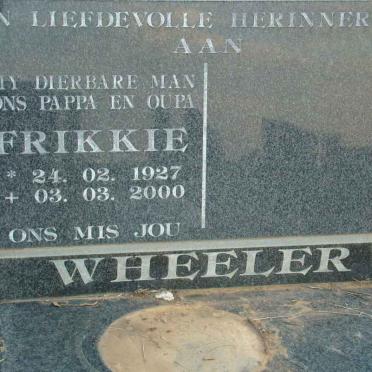 N LIEFDEVOLLE HERINNER
AAN
MY DIERBARE MAN
ONS PAPPA EN OUPA
FRIKKIE
* 24. 02. 1927
+ 03. 03. 2000
ONS MIS JOU
WHEELER